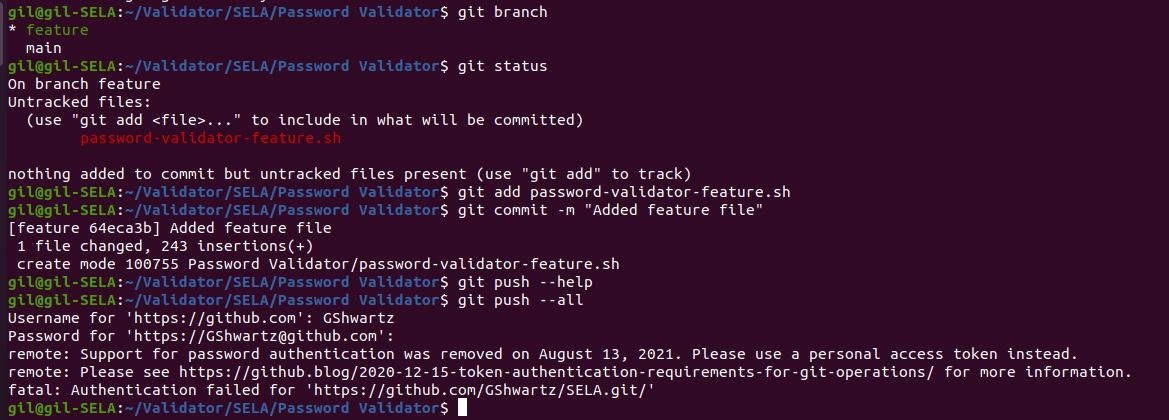 gil@gil-SELA:~/Validator/SELA/Password Validator$ git branch
* feature
  main
gil@gil-SELA:~/Validator/SELA/Password Validator$ git status
On branch feature
Untracked files:
  (use "git add <file>..." to include in what will be committed)
        password-validator-feature.sh

nothing added to commit but untracked files present (use "git add" to track)
gil@gil-SELA:~/Validator/SELA/Password Validator$ git add password-validator-feature.sh
gil@gil-SELA:~/Validator/SELA/Password Validator$ git commit -m "Added feature file"
[feature 64eca3b] Added feature file
 1 file changed, 243 insertions(+)
 create mode 100755 Password Validator/password-validator-feature.sh
gil@gil-SELA:~/Validator/SELA/Password Validator$ git push --help
gil@gil-SELA:~/Validator/SELA/Password Validator$ git push --all
Username for 'https://github.com': GShwartz
Password for 'https://GShwartz@github.com':
remote: Support for password authentication was removed on August 13, 2021. Please use a personal access token instead.
remote: Please see https://github.blog/2020-12-15-token-authentication-requirements-for-git-operations/ for more information.
fatal: Authentication failed for 'https://github.com/GShwartz/SELA.git/'
gil@gil-SELA:~/Validator/SELA/Password Validator$